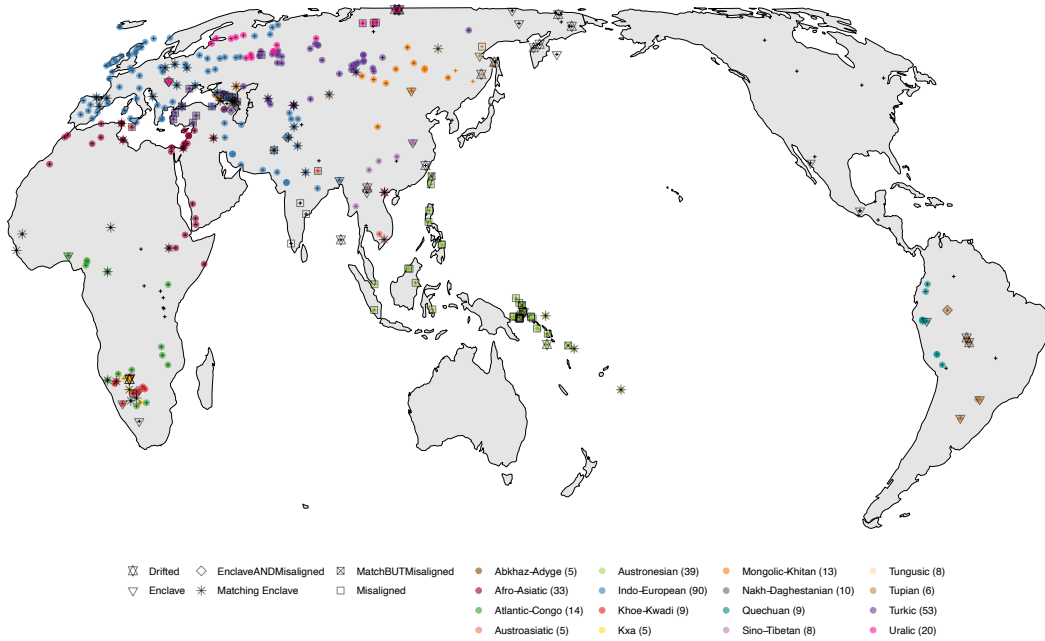 Drifted EnclaveANDMisaligned MatchBUTMisaligned
Enclave Matching Enclave Misaligned
Abkhaz-Adyge (5) Austronesian (39) Mongolic-Khitan (13) Tungusic (8)
Afro-Asiatic (33) Indo-European (90) Nakh-Daghestanian (10) Tupian (6)
Atlantic-Congo (14) Khoe-Kwadi (9) Quechuan (9) Turkic (53)
Austroasiatic (5) Kxa (5) Sino-Tibetan (8) Uralic (20)